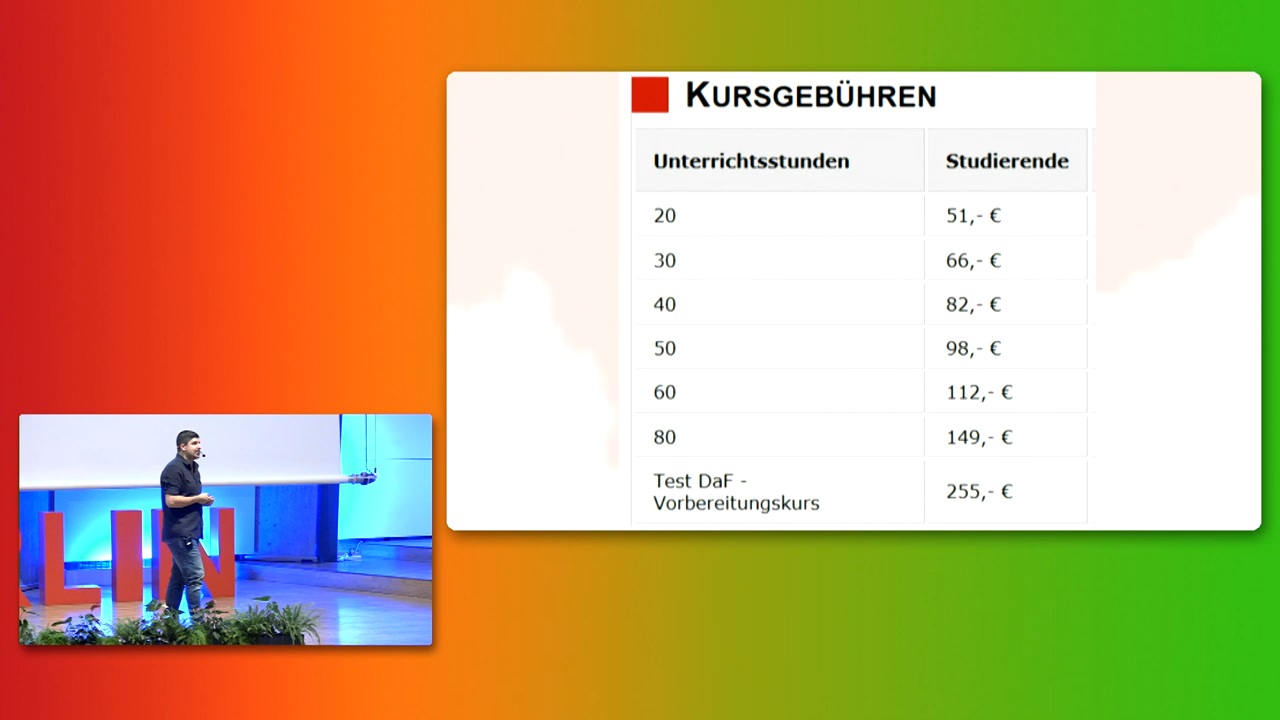 KURSGEBÜHREN
Unterrichtsstunden Studierende
20 51,- €
30 66,- €
40 82,- €
50 98,- €
60 112,- €
80 149,- €
Test DaF - Vorbereitungskurs 255,- €
LIN